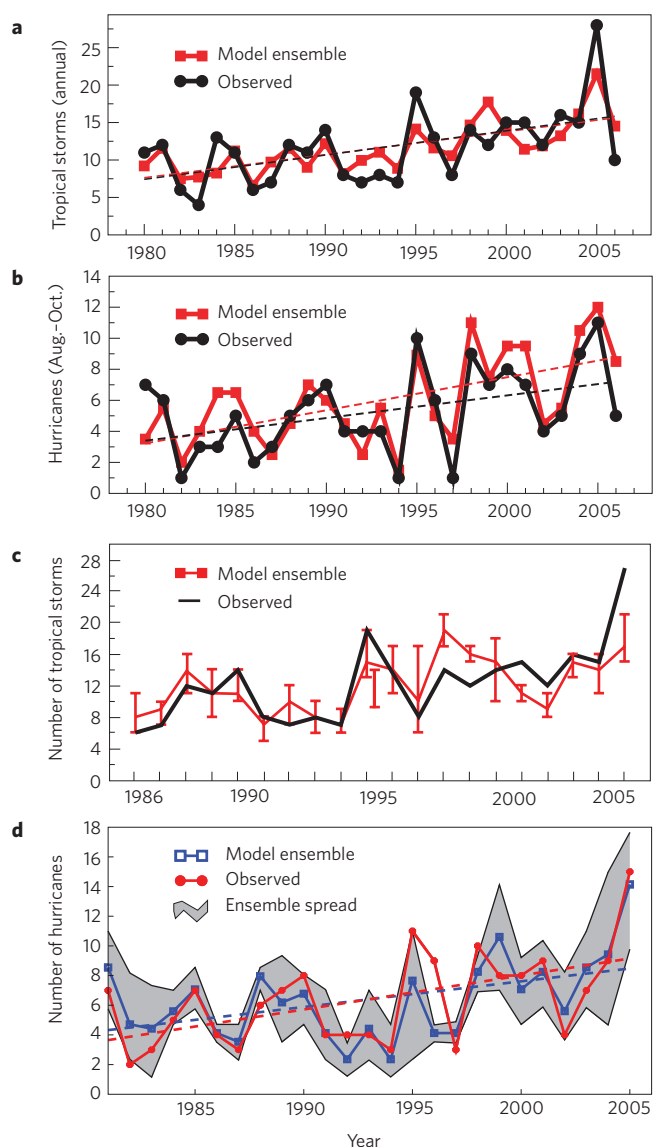 a
Tropical storms (annual)
25
20
15
10
5
0
Model ensemble
Observed
1980 1985 1990 1995 2000 2005
b
Hurricanes (Aug.–Oct.)
14
12
10
8
6
4
2
0
Model ensemble
Observed
1980 1985 1990 1995 2000 2005
c
Number of tropical storms
28
24
20
16
12
8
4
0
Model ensemble
Observed
1986 1990 1995 2000 2005
d
Number of hurricanes
18
16
14
12
10
8
6
4
2
0
Model ensemble
Observed
Ensemble spread
1985 1990 1995 2000 2005
Year